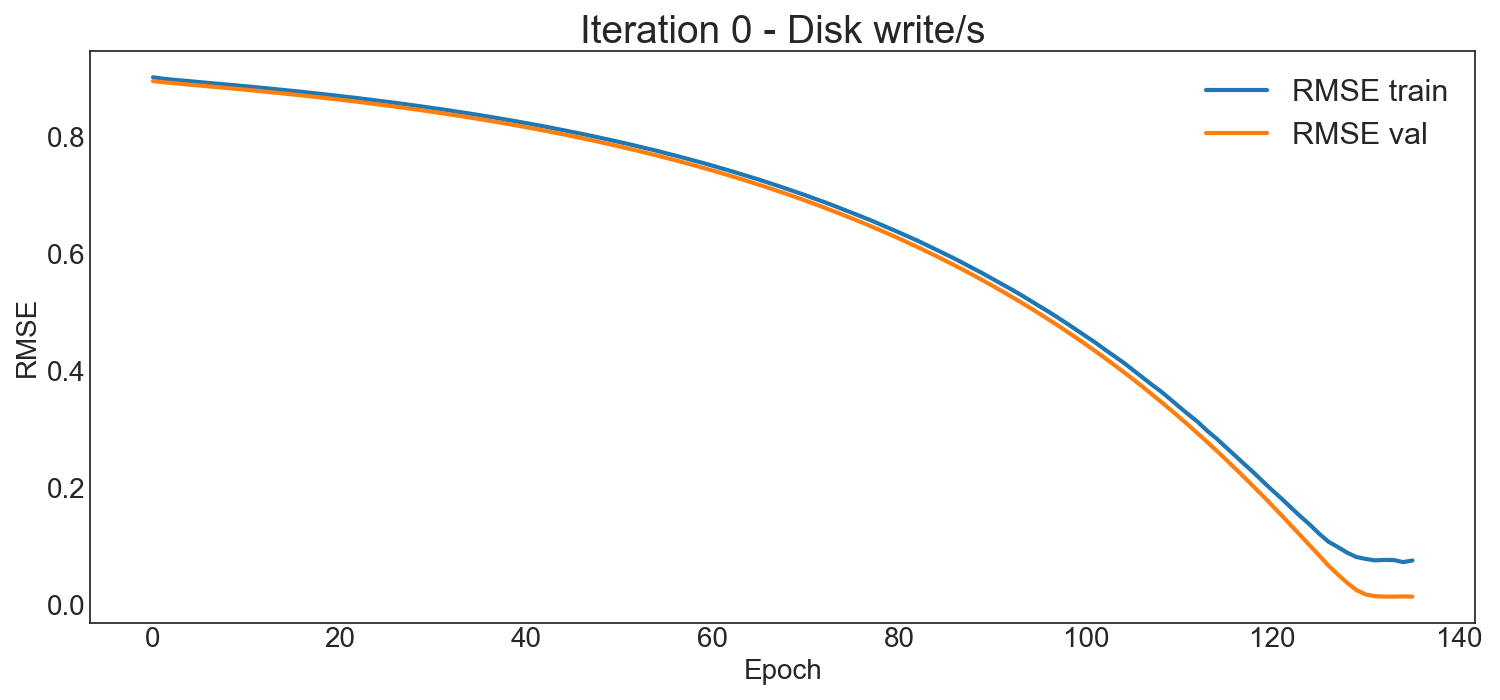 Iteration 0 - Disk write/s
RMSE train
RMSE val
0.8
0.6
0.4
0.2
0.0
RMSE
0 20 40 60 80 100 120 140
Epoch